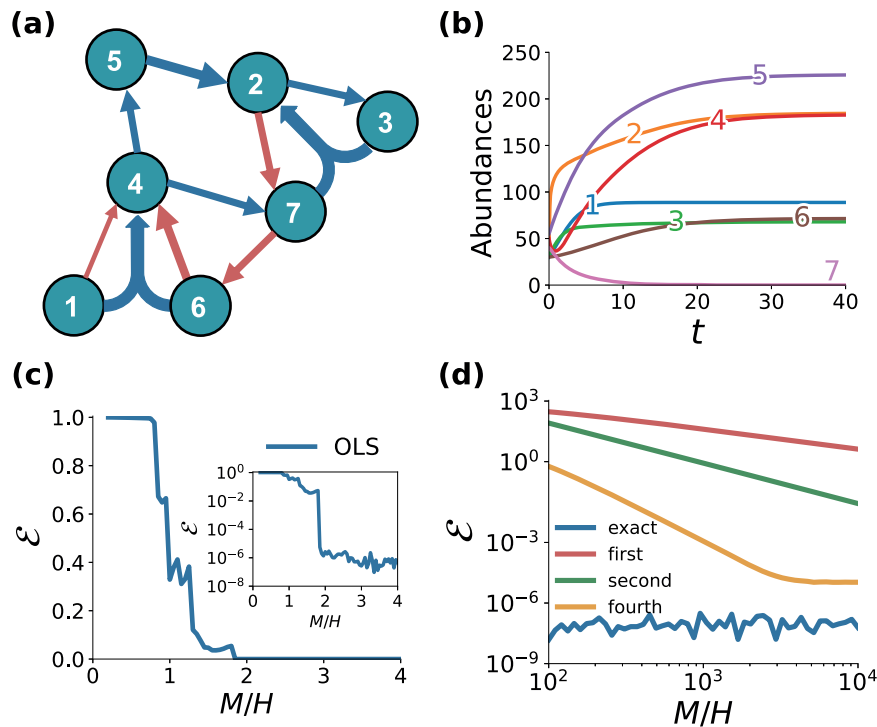 (a)
5
2
3
4
7
1
6
(b)
Abundances
250
200
150
100
50
0
5
2
4
1
3
6
7
0 10 20 30 40
t
(c)
ℰ
1.0
0.8
0.6
0.4
0.2
0.0
OLS
ℰ
10^0
10^-2
10^-4
10^-6
10^-8
0 1 2 3 4
M/H
0 1 2 3 4
M/H
(d)
ℰ
10^3
10^0
10^-3
10^-6
10^-9
exact
first
second
fourth
10^2 10^3 10^4
M/H